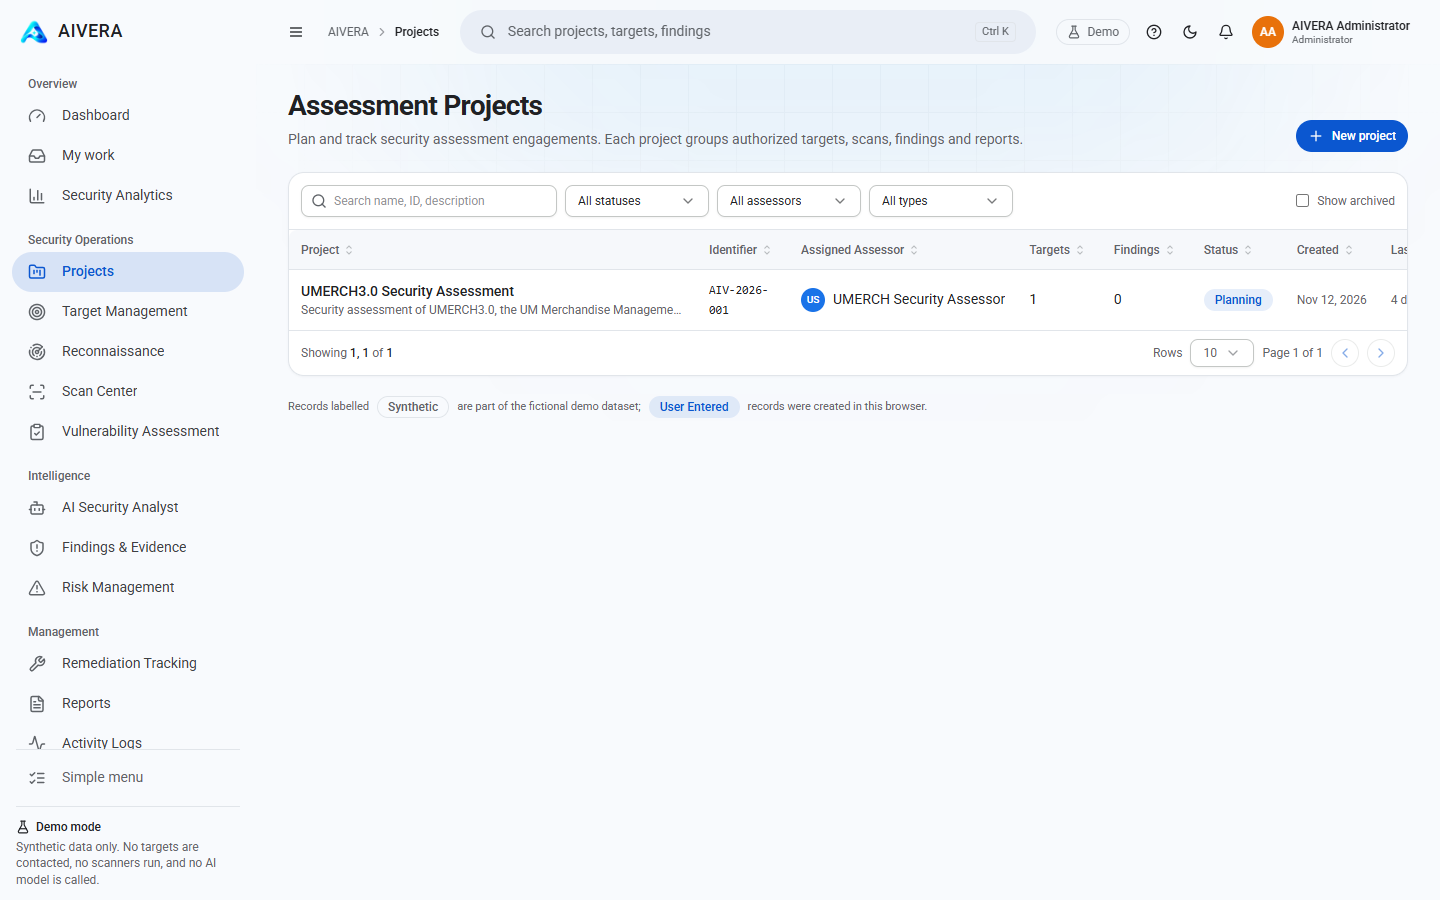 AIVERA
AIVERA > Projects
Search projects, targets, findings
Ctrl K
Demo
AA
AIVERA Administrator
Administrator
Overview
Dashboard
My work
Security Analytics
Security Operations
Projects
Target Management
Reconnaissance
Scan Center
Vulnerability Assessment
Intelligence
AI Security Analyst
Findings & Evidence
Risk Management
Management
Remediation Tracking
Reports
Activity Logs
Simple menu
Demo mode
Synthetic data only. No targets are
contacted, no scanners run, and no AI
model is called.
Assessment Projects
Plan and track security assessment engagements. Each project groups authorized targets, scans, findings and reports.
New project
Search name, ID, description
All statuses
All assessors
All types
Show archived
Project Identifier Assigned Assessor Targets Findings Status Created Las
UMERCH3.0 Security Assessment
Security assessment of UMERCH3.0, the UM Merchandise Manageme...
AIV-2026-
001
US UMERCH Security Assessor 1 0 Planning Nov 12, 2026 4 d
Showing 1, 1 of 1
Rows 10 Page 1 of 1
Records labelled Synthetic are part of the fictional demo dataset; User Entered records were created in this browser.